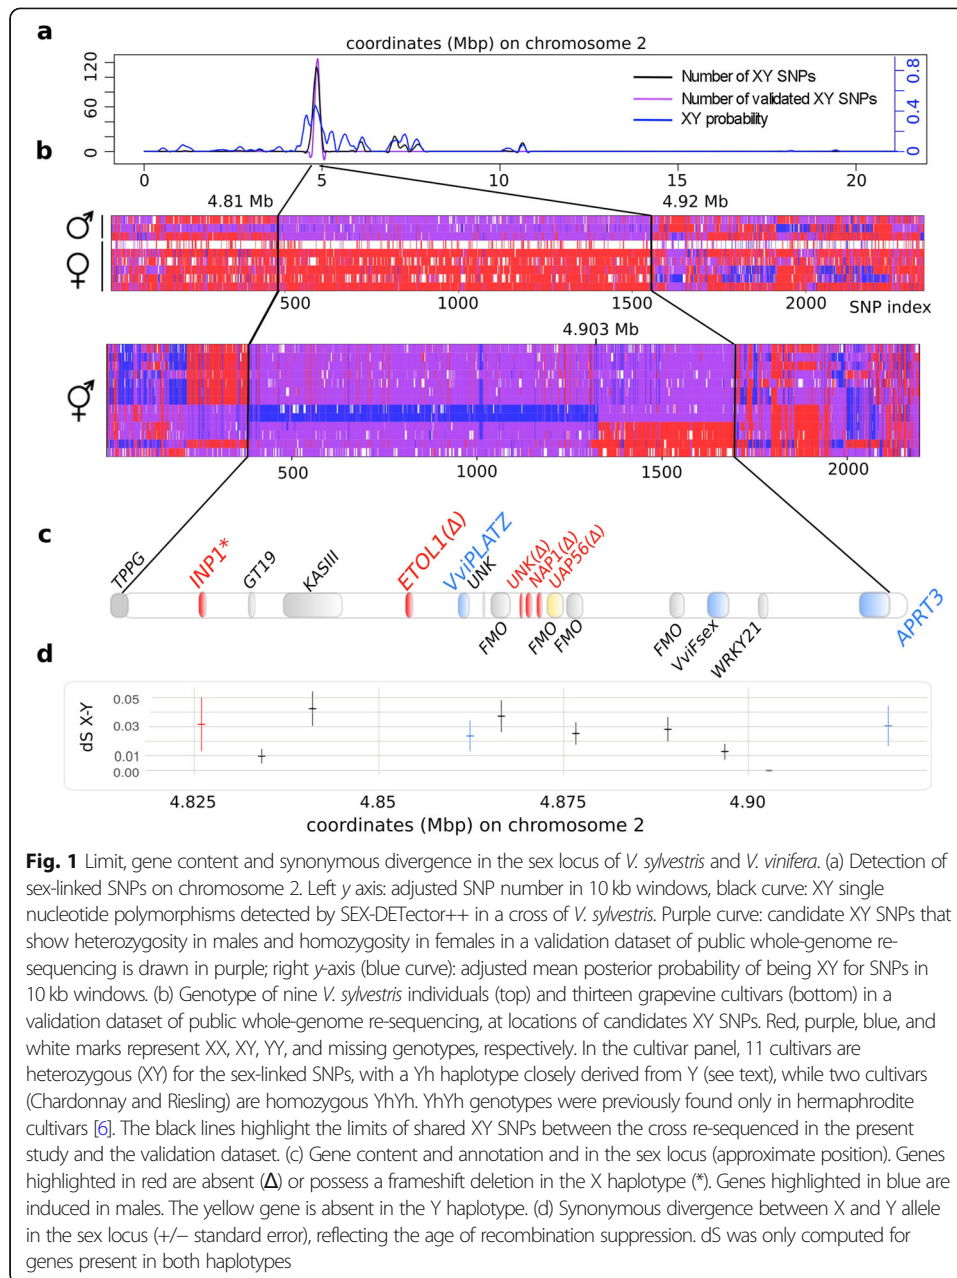 a
coordinates (Mbp) on chromosome 2
120
60
0
0.8
0.4
0
Number of XY SNPs
Number of validated XY SNPs
XY probability
0 5 10 15 20
b
4.81 Mb 4.92 Mb
♂
♀
500 1000 1500 2000 SNP index
4.903 Mb
⚥
500 1000 1500 2000
c
TPPG
INP1*
GT19
KASIII
ETOL1(Δ)
VviPLATZ
UNK
UNK(Δ)
NAP1(Δ)
UAP56(Δ)
FMO
FMO
FMO
FMO
VviFsex
WRKY21
APRT3
d
dS X-Y
0.05
0.03
0.01
0.00
4.825 4.85 4.875 4.90
coordinates (Mbp) on chromosome 2
Fig. 1 Limit, gene content and synonymous divergence in the sex locus of V. sylvestris and V. vinifera. (a) Detection of
sex-linked SNPs on chromosome 2. Left y axis: adjusted SNP number in 10 kb windows, black curve: XY single
nucleotide polymorphisms detected by SEX-DETector++ in a cross of V. sylvestris. Purple curve: candidate XY SNPs that
show heterozygosity in males and homozygosity in females in a validation dataset of public whole-genome re-
sequencing is drawn in purple; right y-axis (blue curve): adjusted mean posterior probability of being XY for SNPs in
10 kb windows. (b) Genotype of nine V. sylvestris individuals (top) and thirteen grapevine cultivars (bottom) in a
validation dataset of public whole-genome re-sequencing, at locations of candidates XY SNPs. Red, purple, blue, and
white marks represent XX, XY, YY, and missing genotypes, respectively. In the cultivar panel, 11 cultivars are
heterozygous (XY) for the sex-linked SNPs, with a Yh haplotype closely derived from Y (see text), while two cultivars
(Chardonnay and Riesling) are homozygous YhYh. YhYh genotypes were previously found only in hermaphrodite
cultivars [6]. The black lines highlight the limits of shared XY SNPs between the cross re-sequenced in the present
study and the validation dataset. (c) Gene content and annotation and in the sex locus (approximate position). Genes
highlighted in red are absent (Δ) or possess a frameshift deletion in the X haplotype (*). Genes highlighted in blue are
induced in males. The yellow gene is absent in the Y haplotype. (d) Synonymous divergence between X and Y allele
in the sex locus (+/− standard error), reflecting the age of recombination suppression. dS was only computed for
genes present in both haplotypes